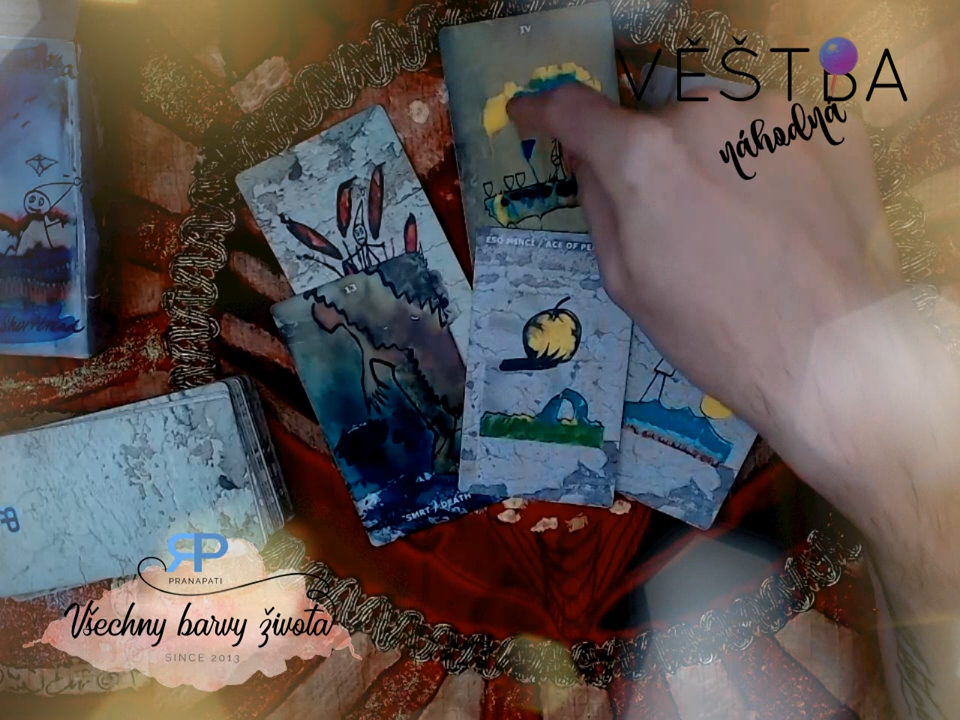 VĚŠTBA
náhodná
IV
ESO MINCÍ / ACE OF PE
13
SMRT / DEATH
RP
PRANAPATI
Všechny barvy života
SINCE 2013